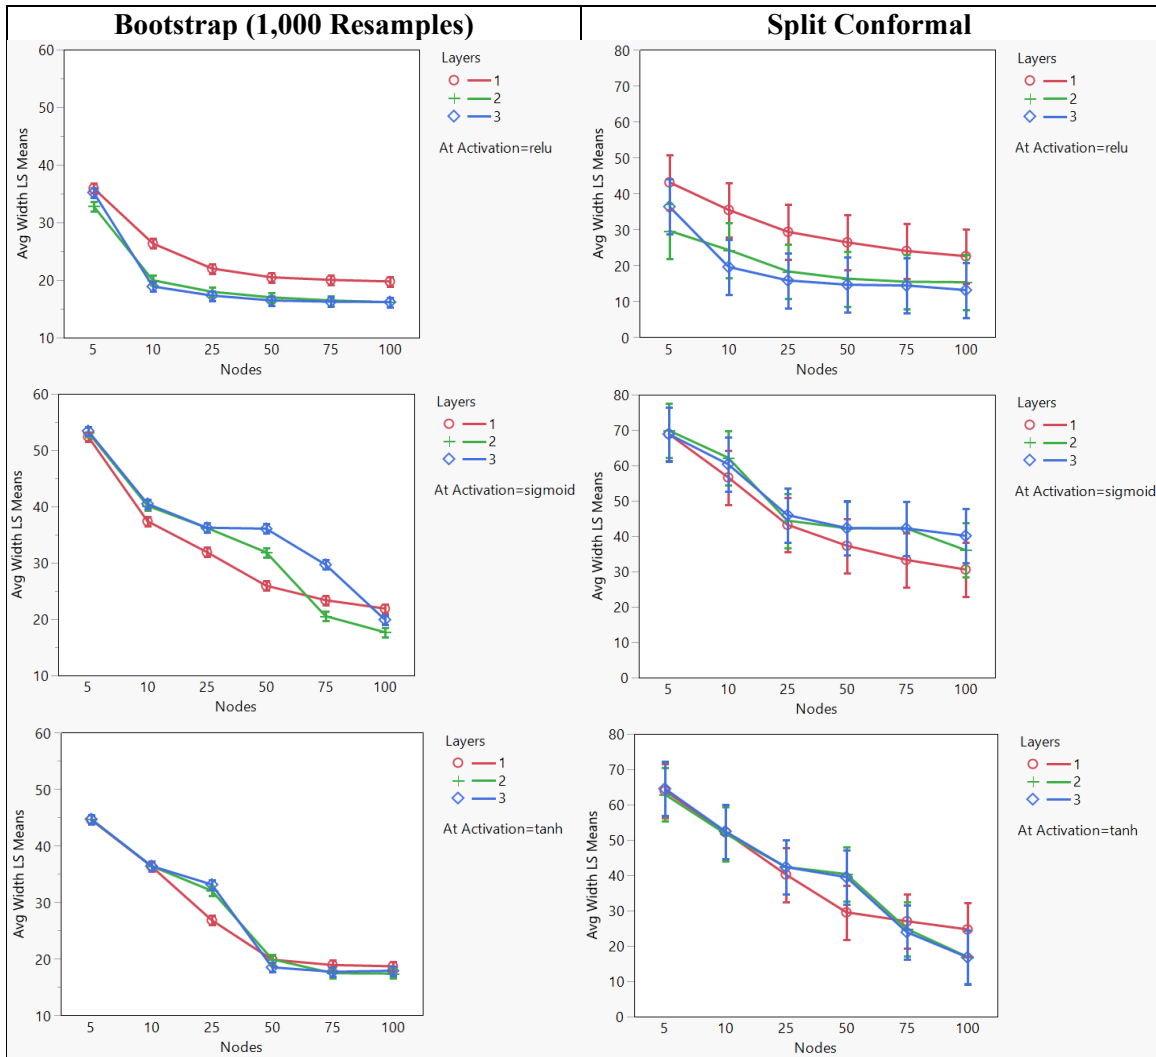 Bootstrap (1,000 Resamples)
Split Conformal
60
50
40
30
20
10
Avg Width LS Means
5 10 25 50 75 100
Nodes
Layers
1
2
3
At Activation=relu
80
70
60
50
40
30
20
10
0
Avg Width LS Means
5 10 25 50 75 100
Nodes
Layers
1
2
3
At Activation=relu
60
50
40
30
20
10
Avg Width LS Means
5 10 25 50 75 100
Nodes
Layers
1
2
3
At Activation=sigmoid
80
70
60
50
40
30
20
10
0
Avg Width LS Means
5 10 25 50 75 100
Nodes
Layers
1
2
3
At Activation=sigmoid
60
50
40
30
20
10
Avg Width LS Means
5 10 25 50 75 100
Nodes
Layers
1
2
3
At Activation=tanh
80
70
60
50
40
30
20
10
0
Avg Width LS Means
5 10 25 50 75 100
Nodes
Layers
1
2
3
At Activation=tanh